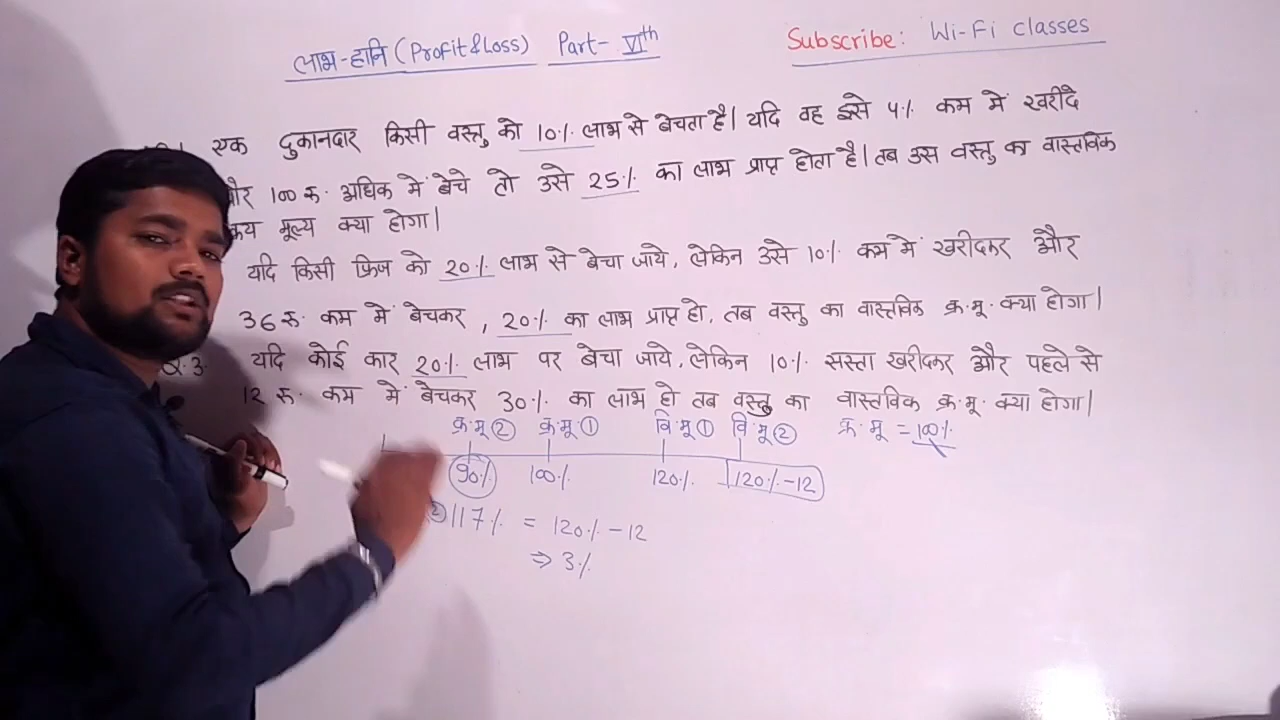 लाभ-हानि (Profit & Loss) Part- VIth
Subscribe: Wi-Fi classes
एक दुकानदार किसी वस्तु को 10% लाभ से बेचता है। यदि वह इसे 4% कम में खरीदे
और 100 रु. अधिक में बेचे तो उसे 25% का लाभ प्राप्त होता है। तब उस वस्तु का वास्तविक
क्रय मूल्य क्या होगा।
यदि किसी फ्रिज को 20% लाभ से बेचा जाये, लेकिन उसे 10% कम में खरीदकर और
36 रु. कम में बेचकर, 20% का लाभ प्राप्त हो, तब वस्तु का वास्तविक क्र.मू. क्या होगा।
Q.3. यदि कोई कार 20% लाभ पर बेचा जाये, लेकिन 10% सस्ता खरीदकर और पहले से
12 रु. कम में बेचकर 30% का लाभ हो तब वस्तु का वास्तविक क्र.मू. क्या होगा।
क्र.मू② क्र.मू① वि.मू① वि.मू② क्र.मू = 100%
90% 100% 120% 120%-12
② 117% = 120% - 12
⇒ 3%